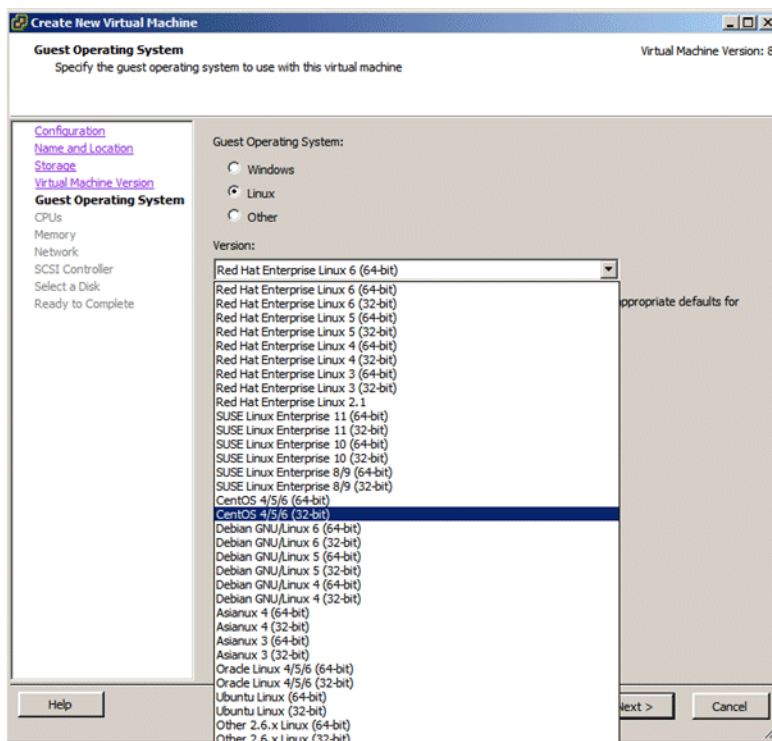 Create New Virtual Machine
Guest Operating System
Specify the guest operating system to use with this virtual machine
Virtual Machine Version: 8
Configuration
Name and Location
Storage
Virtual Machine Version
Guest Operating System
CPUs
Memory
Network
SCSI Controller
Select a Disk
Ready to Complete
Guest Operating System:
Windows
Linux
Other
Version:
Red Hat Enterprise Linux 6 (64-bit)
Red Hat Enterprise Linux 6 (64-bit)
Red Hat Enterprise Linux 6 (32-bit)
appropriate defaults for
Red Hat Enterprise Linux 5 (64-bit)
Red Hat Enterprise Linux 5 (32-bit)
Red Hat Enterprise Linux 4 (64-bit)
Red Hat Enterprise Linux 4 (32-bit)
Red Hat Enterprise Linux 3 (64-bit)
Red Hat Enterprise Linux 3 (32-bit)
Red Hat Enterprise Linux 2.1
SUSE Linux Enterprise 11 (64-bit)
SUSE Linux Enterprise 11 (32-bit)
SUSE Linux Enterprise 10 (64-bit)
SUSE Linux Enterprise 10 (32-bit)
SUSE Linux Enterprise 8/9 (64-bit)
SUSE Linux Enterprise 8/9 (32-bit)
CentOS 4/5/6 (64-bit)
CentOS 4/5/6 (32-bit)
Debian GNU/Linux 6 (64-bit)
Debian GNU/Linux 6 (32-bit)
Debian GNU/Linux 5 (64-bit)
Debian GNU/Linux 5 (32-bit)
Debian GNU/Linux 4 (64-bit)
Debian GNU/Linux 4 (32-bit)
Asianux 4 (64-bit)
Asianux 4 (32-bit)
Asianux 3 (64-bit)
Asianux 3 (32-bit)
Oracle Linux 4/5/6 (64-bit)
Oracle Linux 4/5/6 (32-bit)
Ubuntu Linux (64-bit)
Ubuntu Linux (32-bit)
Other 2.6.x Linux (64-bit)
Other 2.6.x Linux (32-bit)
Help
Next >
Cancel